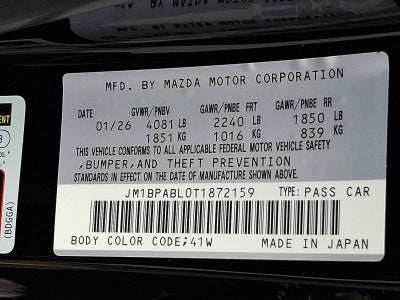 MFD. BY MAZDA MOTOR CORPORATION
DATE GVWR/PNBV GAWR/PNBE FRT GAWR/PNBE RR
01/26 4081 LB 2240 LB 1850 LB
1851 KG 1016 KG 839 KG
THIS VEHICLE CONFORMS TO ALL APPLICABLE FEDERAL MOTOR VEHICLE SAFETY
,BUMPER,AND THEFT PREVENTION
STANDARDS IN EFFECT ON THE DATE OF MANUFACTURE SHOWN ABOVE.
JM1BPABL0T1872159 TYPE: PASS CAR
BODY COLOR CODE;41W MADE IN JAPAN
(BDGGA)